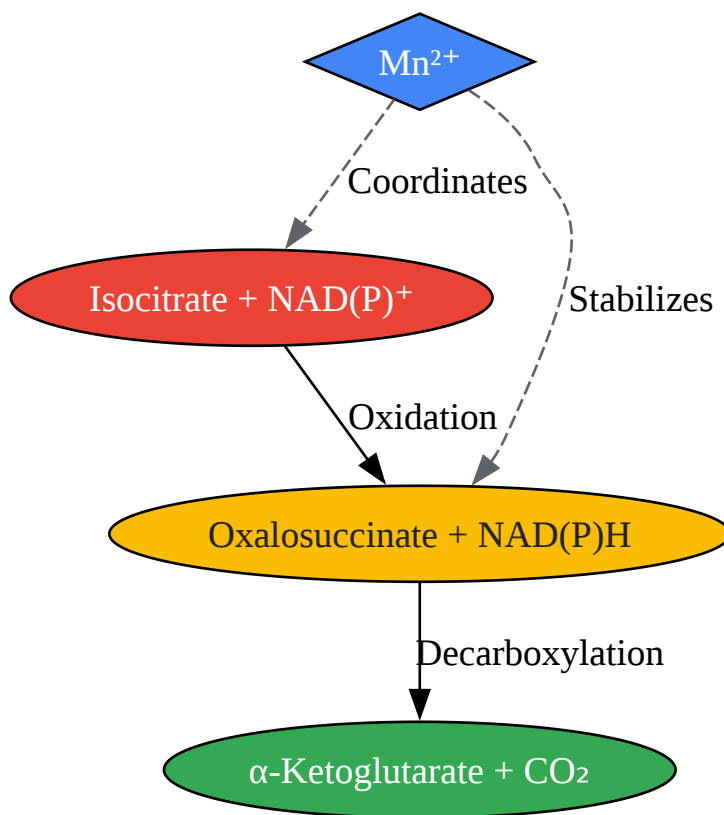 Mn²⁺
Coordinates
Isocitrate + NAD(P)⁺
Stabilizes
Oxidation
Oxalosuccinate + NAD(P)H
Decarboxylation
α-Ketoglutarate + CO₂